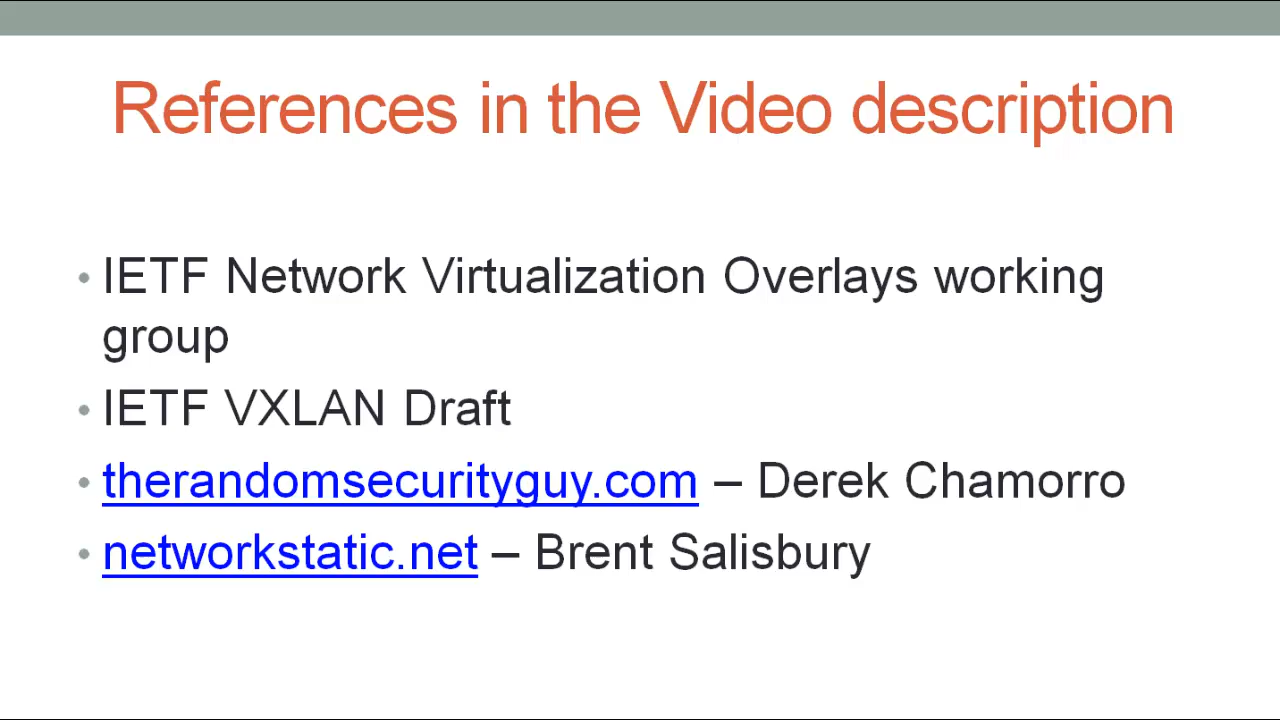 References in the Video description
• IETF Network Virtualization Overlays working
group
• IETF VXLAN Draft
• therandomsecurityguy.com – Derek Chamorro
• networkstatic.net – Brent Salisbury